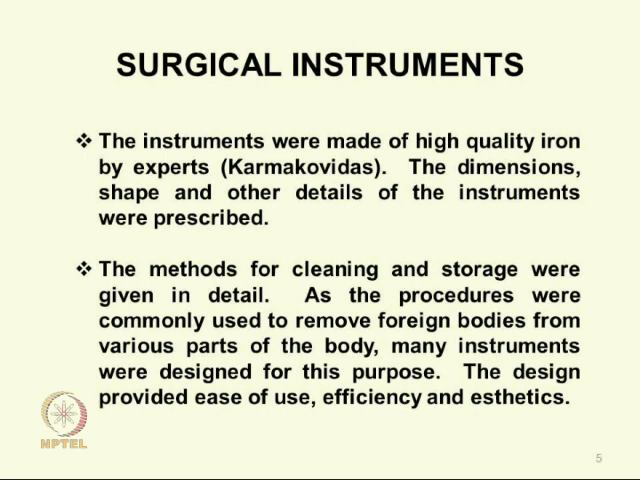 SURGICAL INSTRUMENTS
❖ The instruments were made of high quality iron
by experts (Karmakovidas). The dimensions,
shape and other details of the instruments
were prescribed.
❖ The methods for cleaning and storage were
given in detail. As the procedures were
commonly used to remove foreign bodies from
various parts of the body, many instruments
were designed for this purpose. The design
provided ease of use, efficiency and esthetics.
NPTEL
5